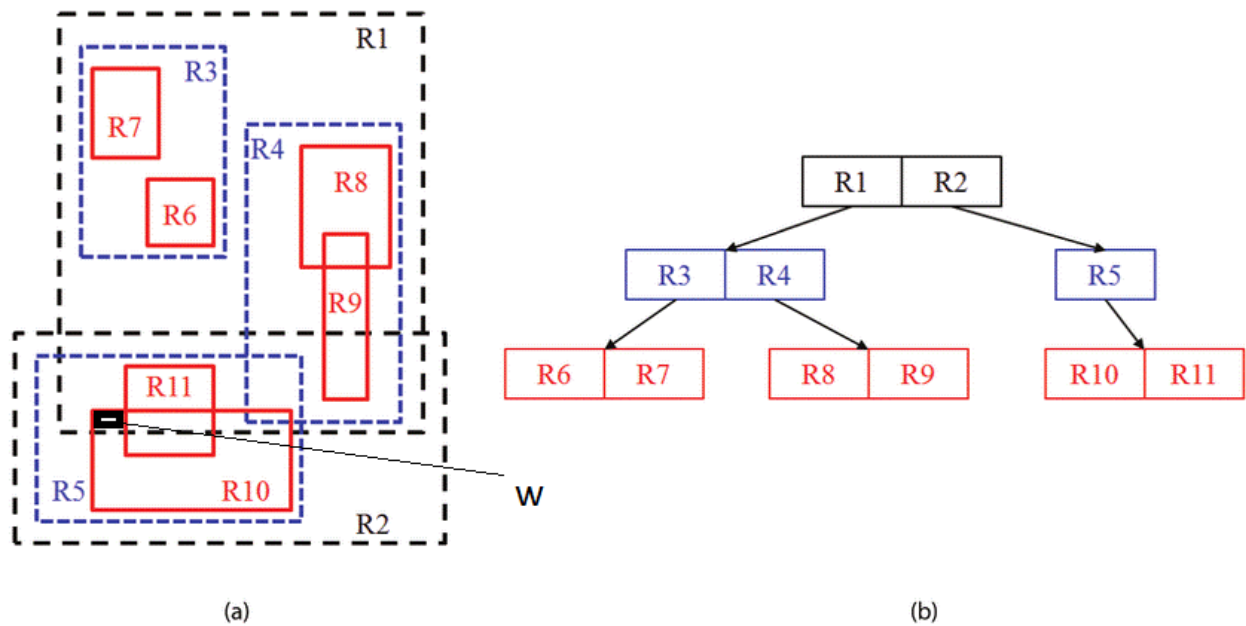 R1
R3
R7
R4
R8
R6
R9
R11
R5
R10
W
R2
(a)
R1 R2
R3 R4
R5
R6 R7
R8 R9
R10 R11
(b)